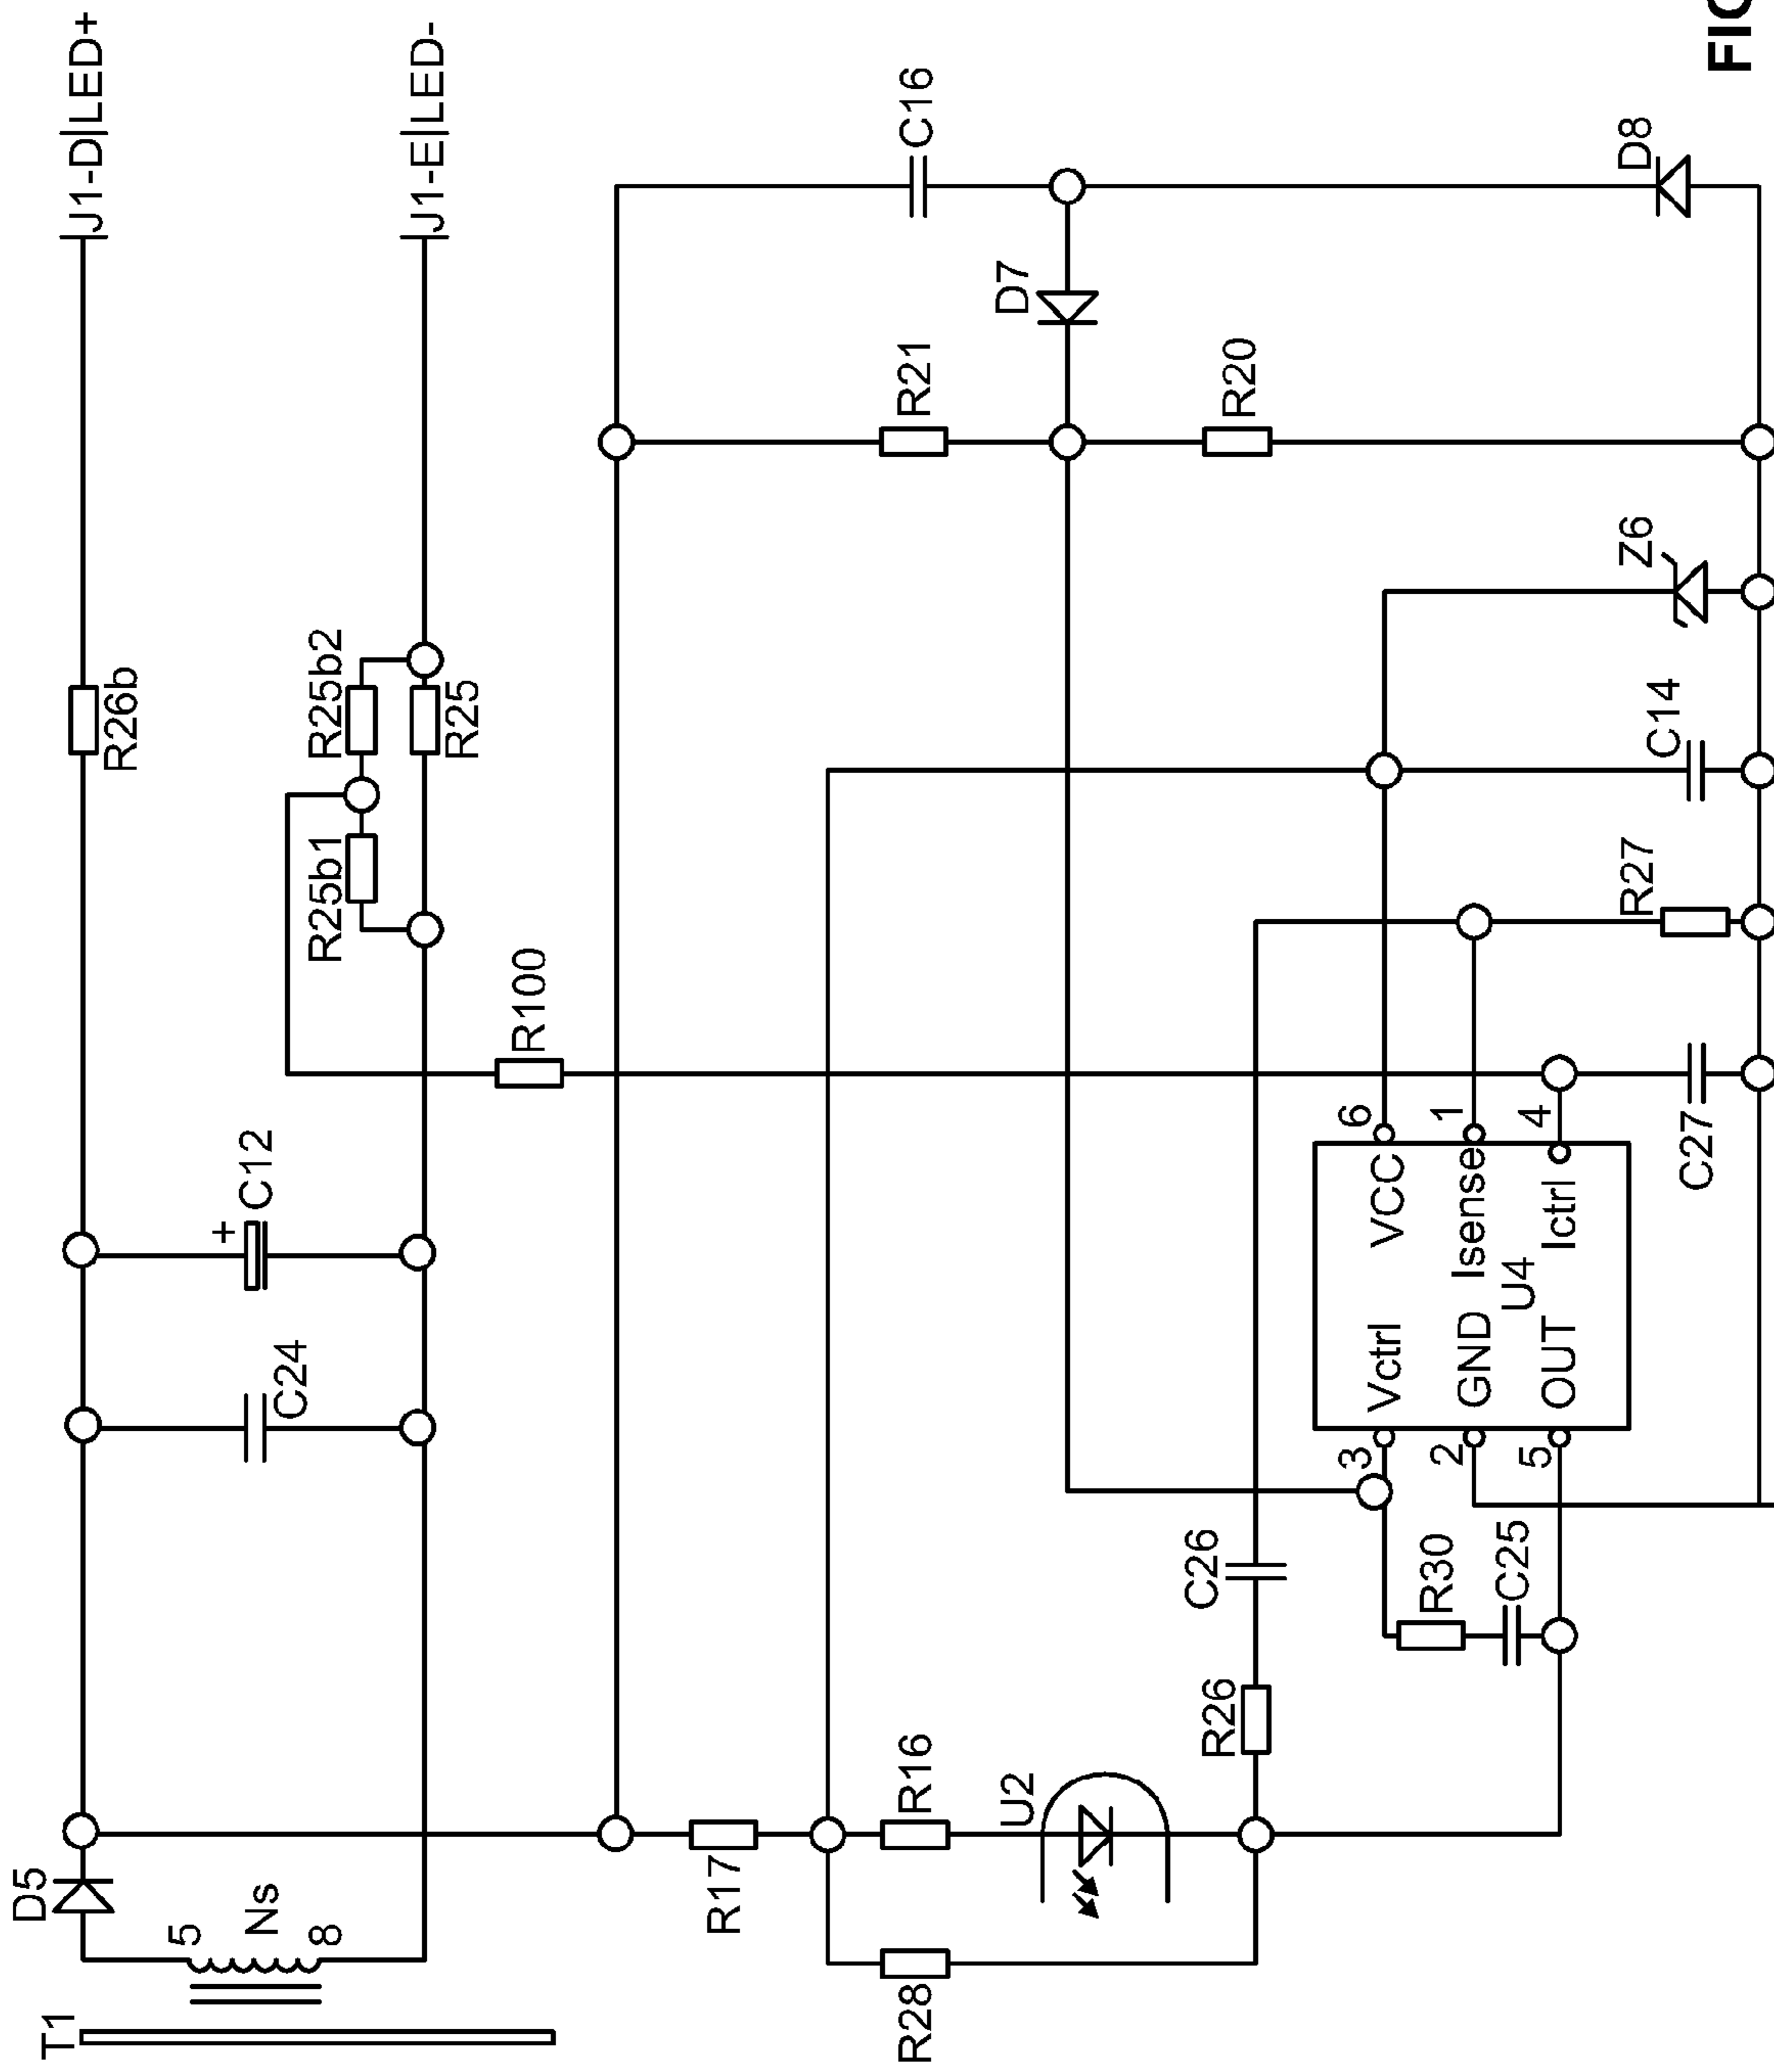 T1
5
Ns
8
D5
C24
+
C12
R25b1
R25b2
R26b
R25
J1-D|LED+
J1-E|LED-
R100
R17
R28
R16
U2
R26
C26
R30
C25
3
2
5
Vctrl
GND
OUT
U4
VCC
Isense
Ictrl
6
1
4
C27
R27
C14
Z6
R21
R20
D7
C16
D8